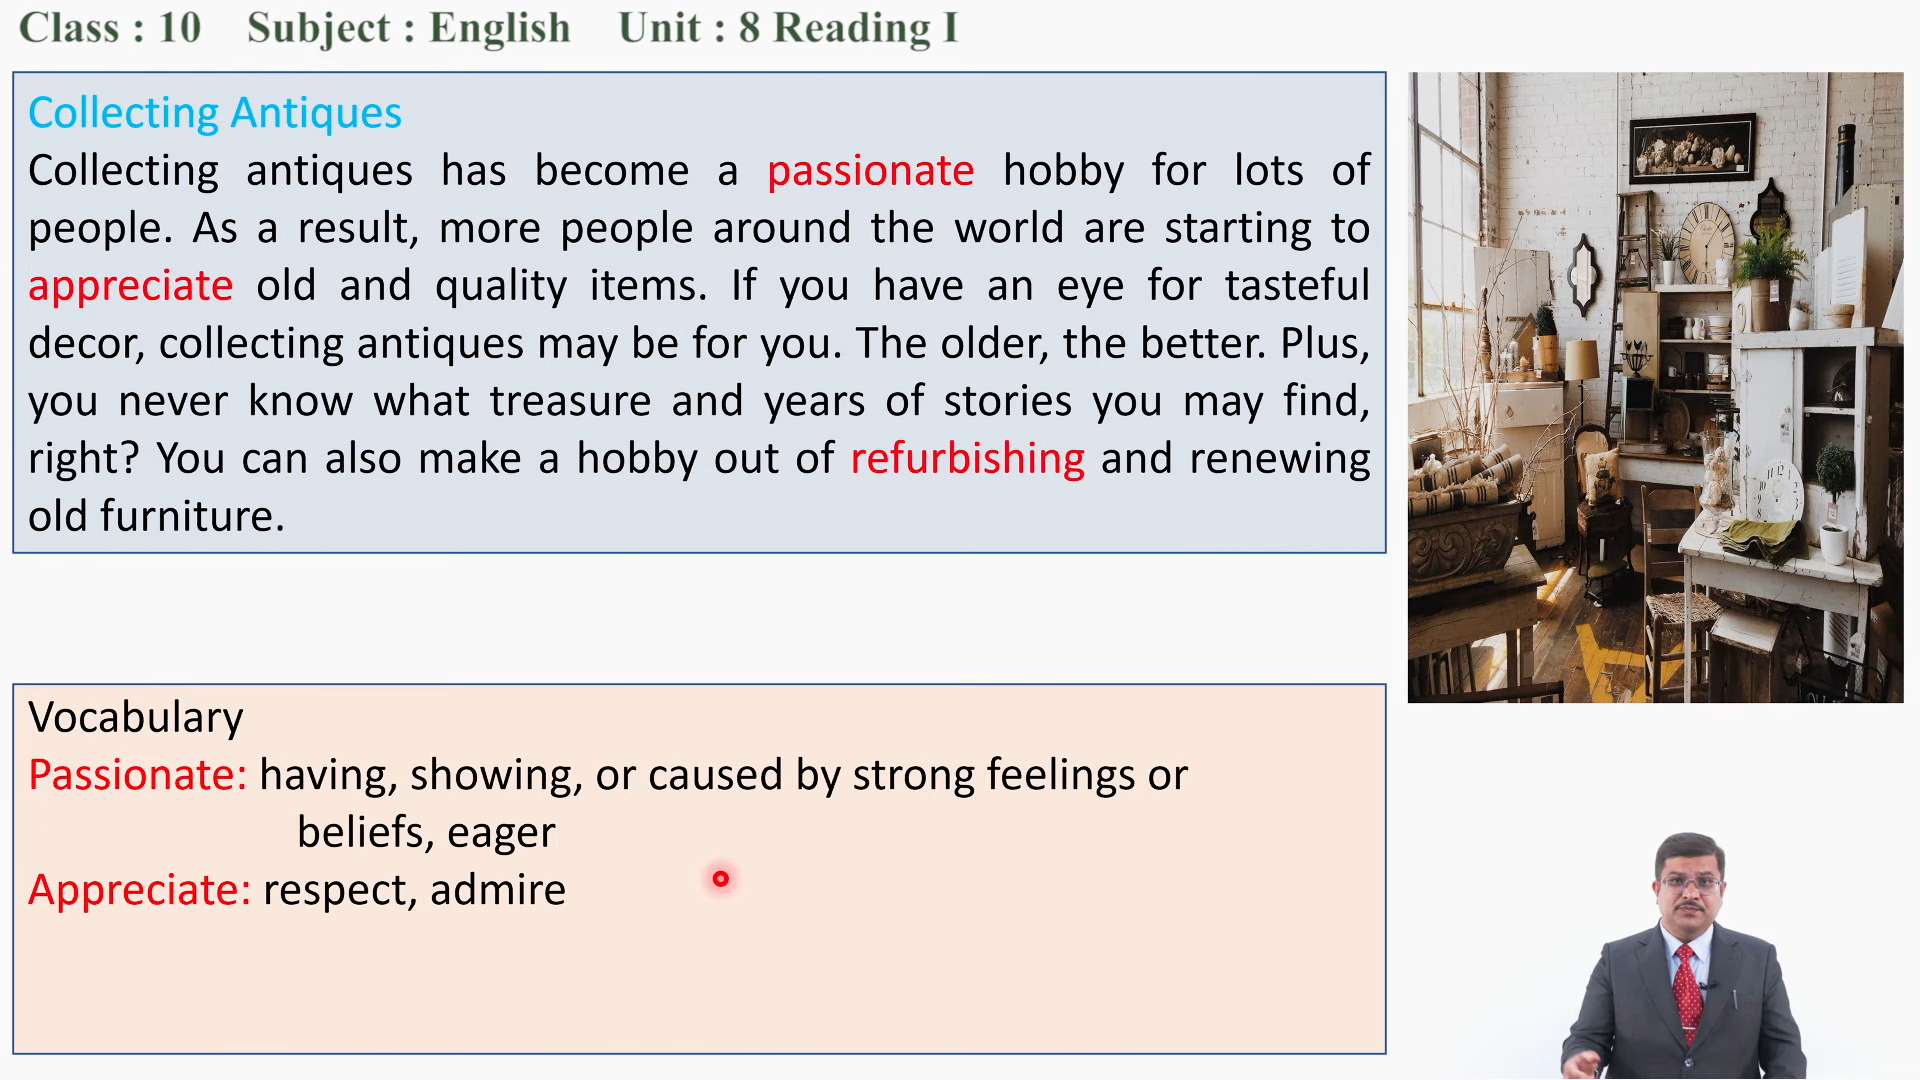 Class : 10 Subject : English Unit : 8 Reading I
Collecting Antiques
Collecting antiques has become a passionate hobby for lots of
people. As a result, more people around the world are starting to
appreciate old and quality items. If you have an eye for tasteful
decor, collecting antiques may be for you. The older, the better. Plus,
you never know what treasure and years of stories you may find,
right? You can also make a hobby out of refurbishing and renewing
old furniture.
Vocabulary
Passionate: having, showing, or caused by strong feelings or
beliefs, eager
Appreciate: respect, admire